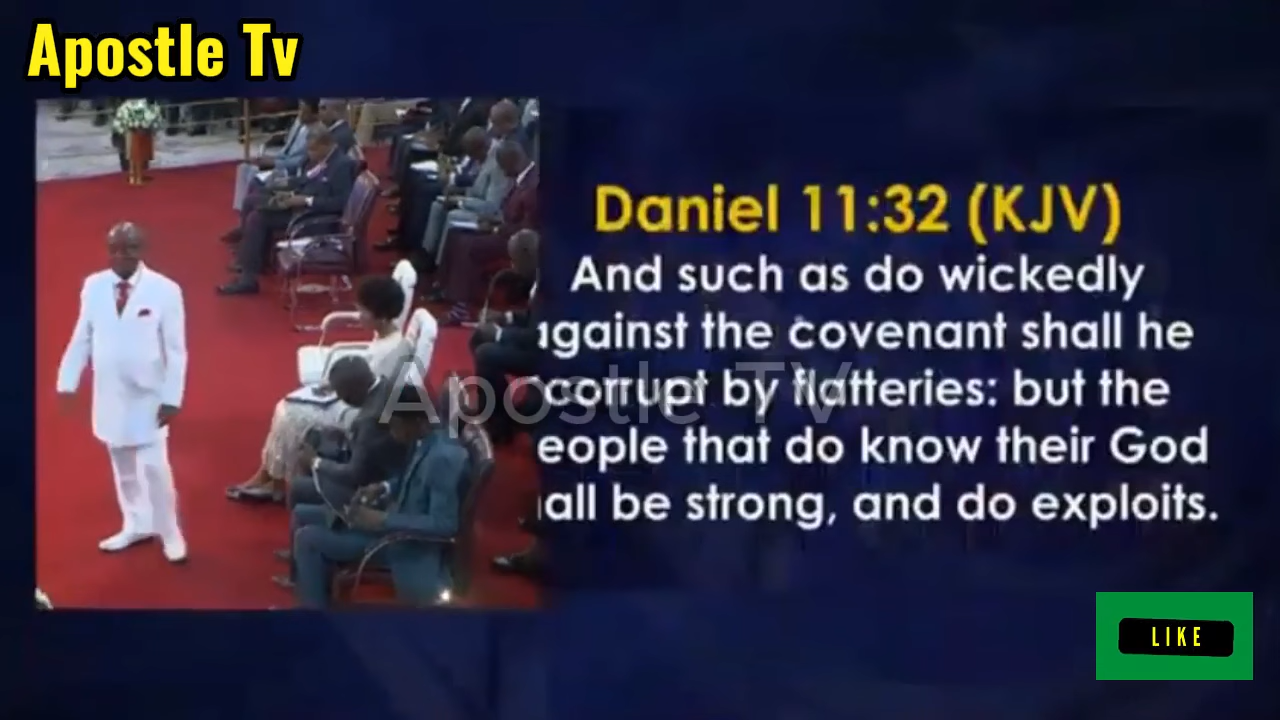 Apostle Tv
Daniel 11:32 (KJV)
And such as do wickedly
against the covenant shall he
corrupt by flatteries: but the
eople that do know their God
all be strong, and do exploits.
Apostle TV
LIKE